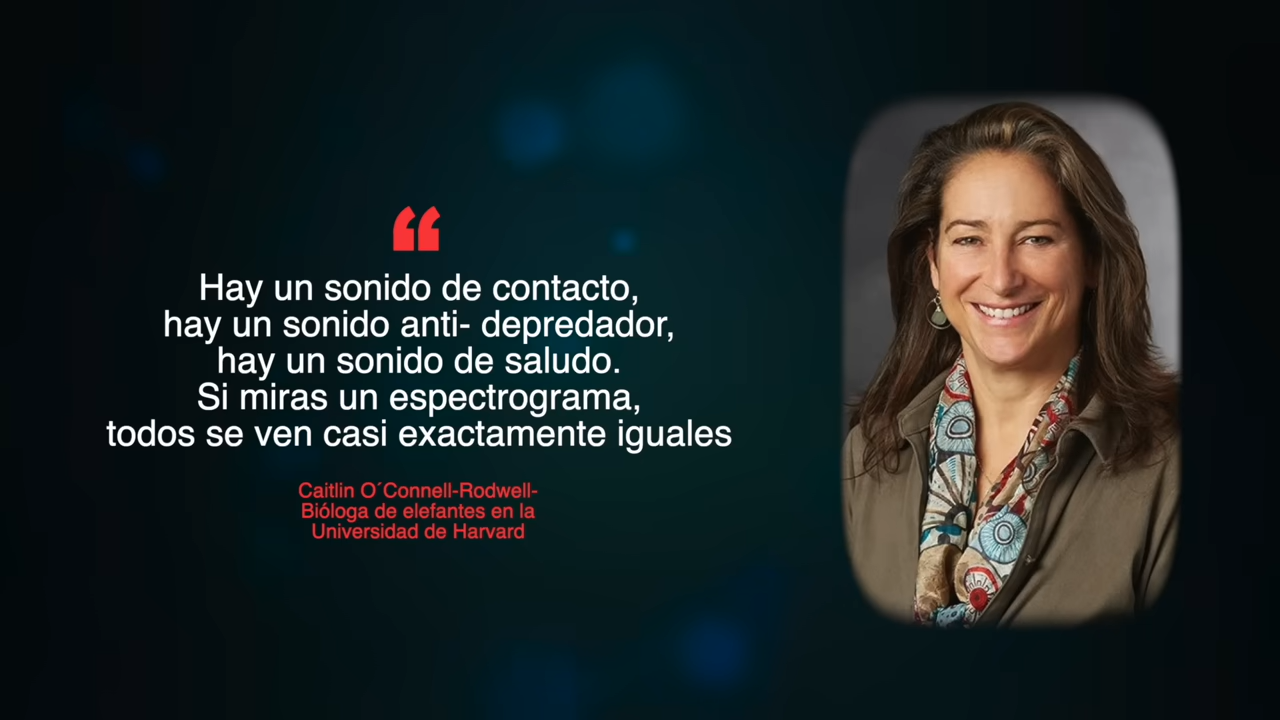 “
Hay un sonido de contacto,
hay un sonido anti- depredador,
hay un sonido de saludo.
Si miras un espectrograma,
todos se ven casi exactamente iguales
Caitlin O´Connell-Rodwell-
Bióloga de elefantes en la
Universidad de Harvard